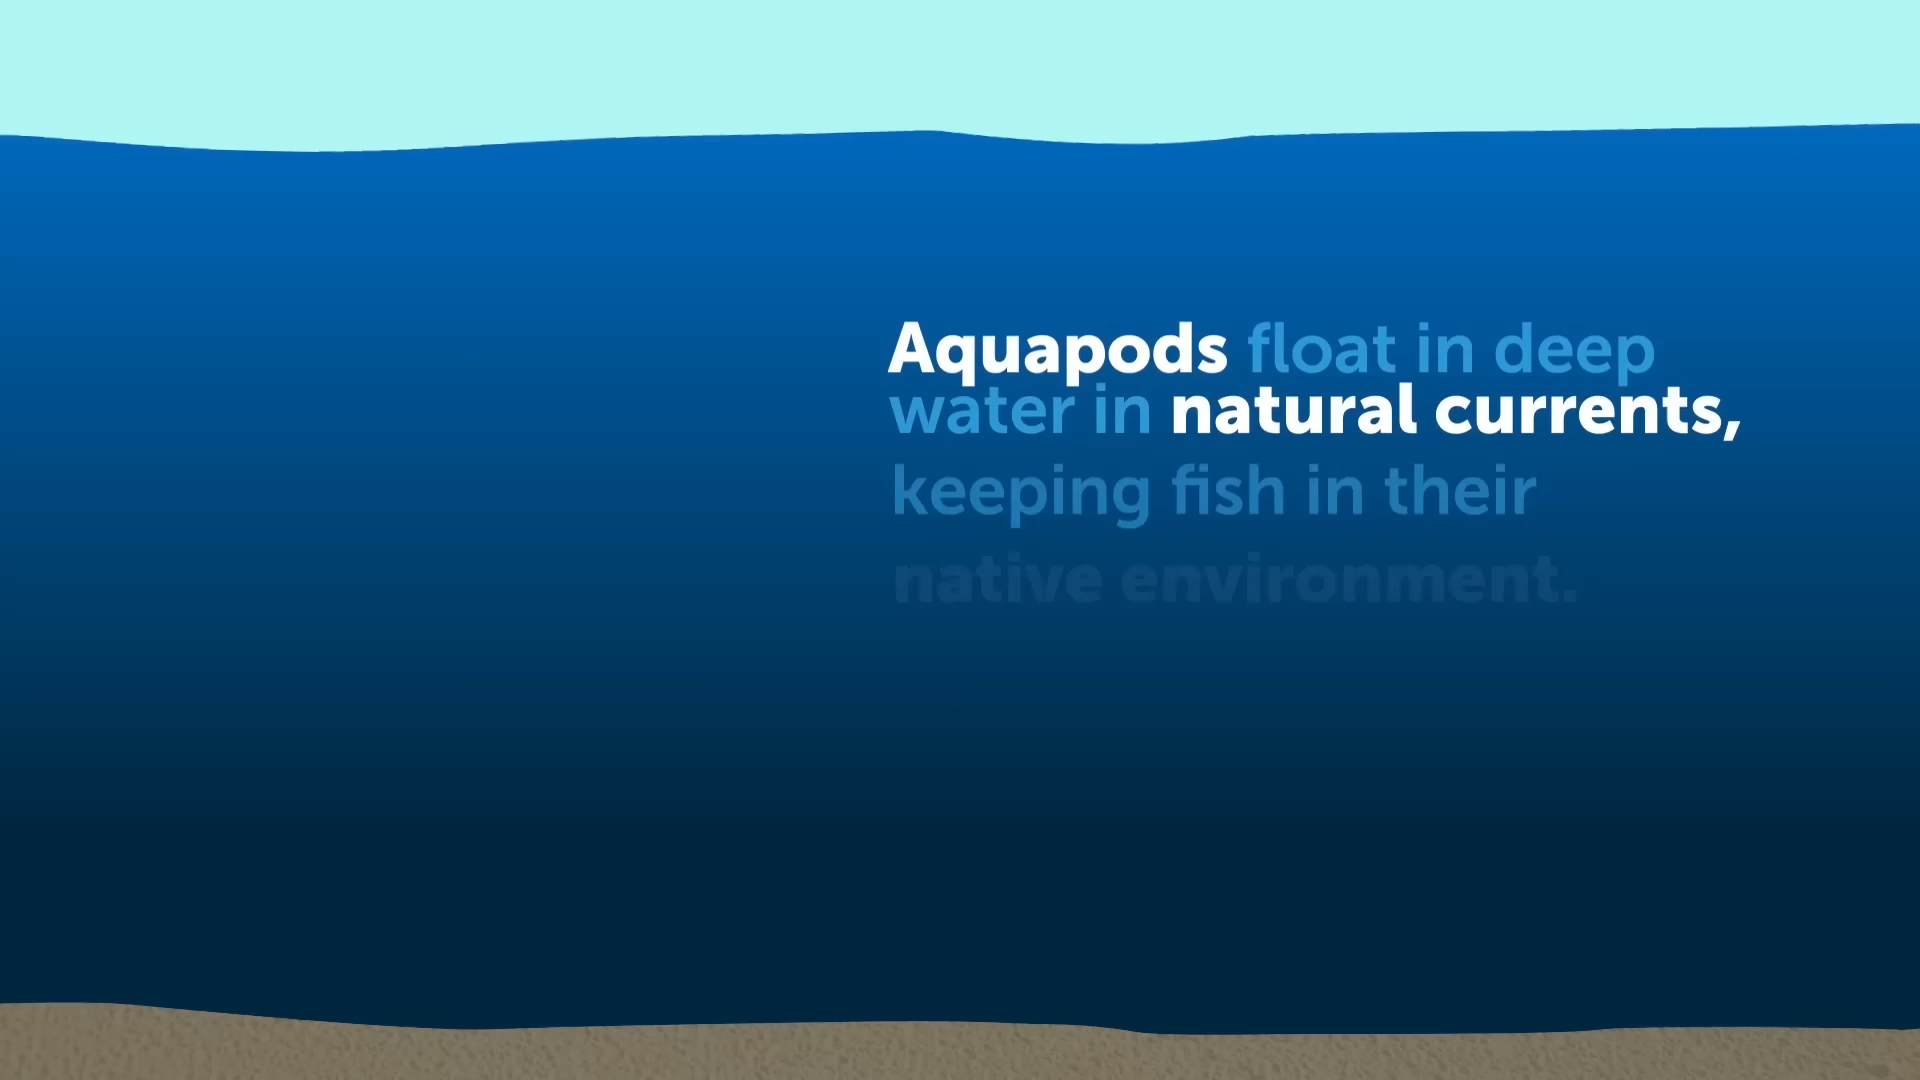 Aquapods float in deep
water in natural currents,
keeping fish in their
native environment.